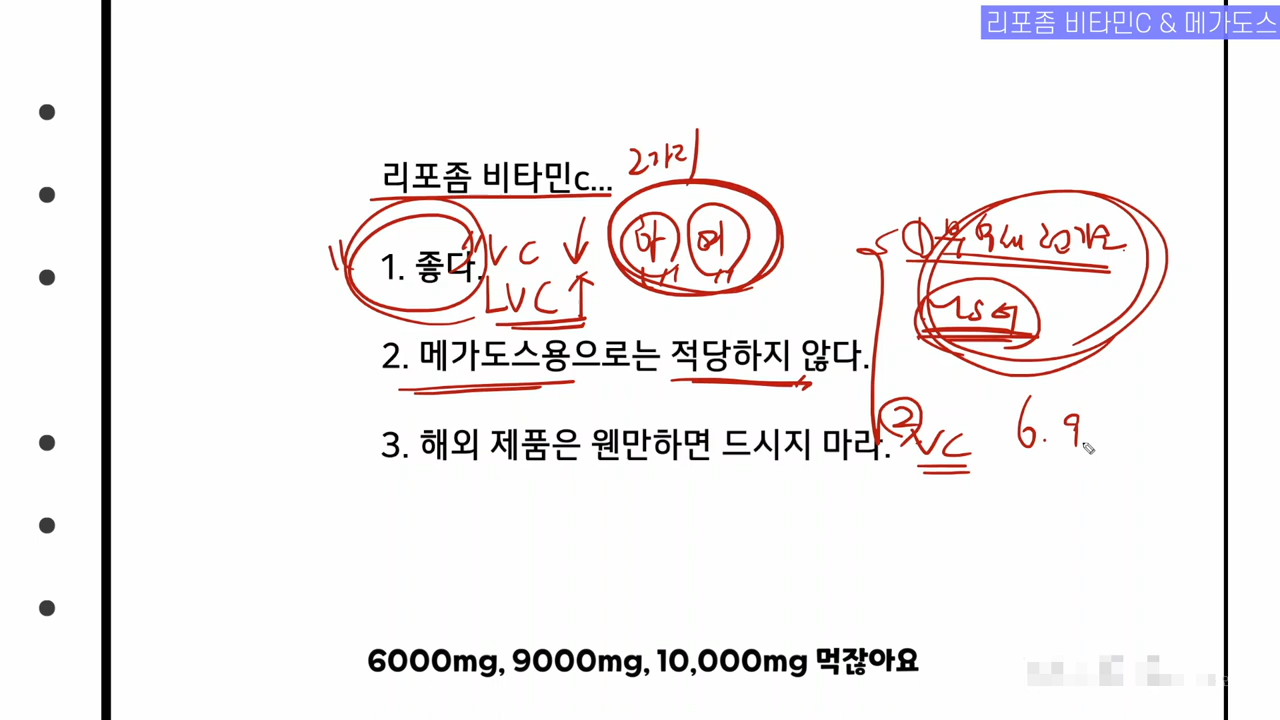 리포좀 비타민C & 메가도스
리포좀 비타민c...
2가지
1. 좋다.
VC ↓
LVC ↑
①
2. 메가도스용으로는 적당하지 않다.
3. 해외 제품은 웬만하면 드시지 마라.
② VC
6. 9
6000mg, 9000mg, 10,000mg 먹잖아요